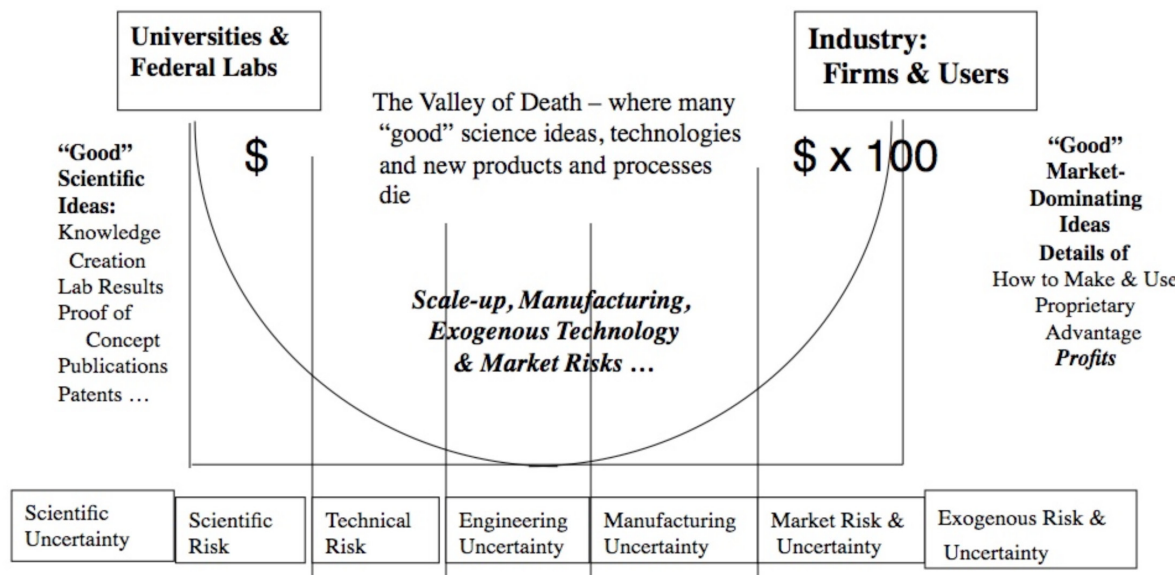 Universities &
Federal Labs
Industry:
Firms & Users
The Valley of Death – where many
“good” science ideas, technologies
and new products and processes
die
$
$ x 100
“Good”
Scientific
Ideas:
Knowledge
Creation
Lab Results
Proof of
Concept
Publications
Patents …
Scale-up, Manufacturing,
Exogenous Technology
& Market Risks …
“Good”
Market-
Dominating
Ideas
Details of
How to Make & Use
Proprietary
Advantage
Profits
Scientific
Uncertainty
Scientific
Risk
Technical
Risk
Engineering
Uncertainty
Manufacturing
Uncertainty
Market Risk &
Uncertainty
Exogenous Risk &
Uncertainty